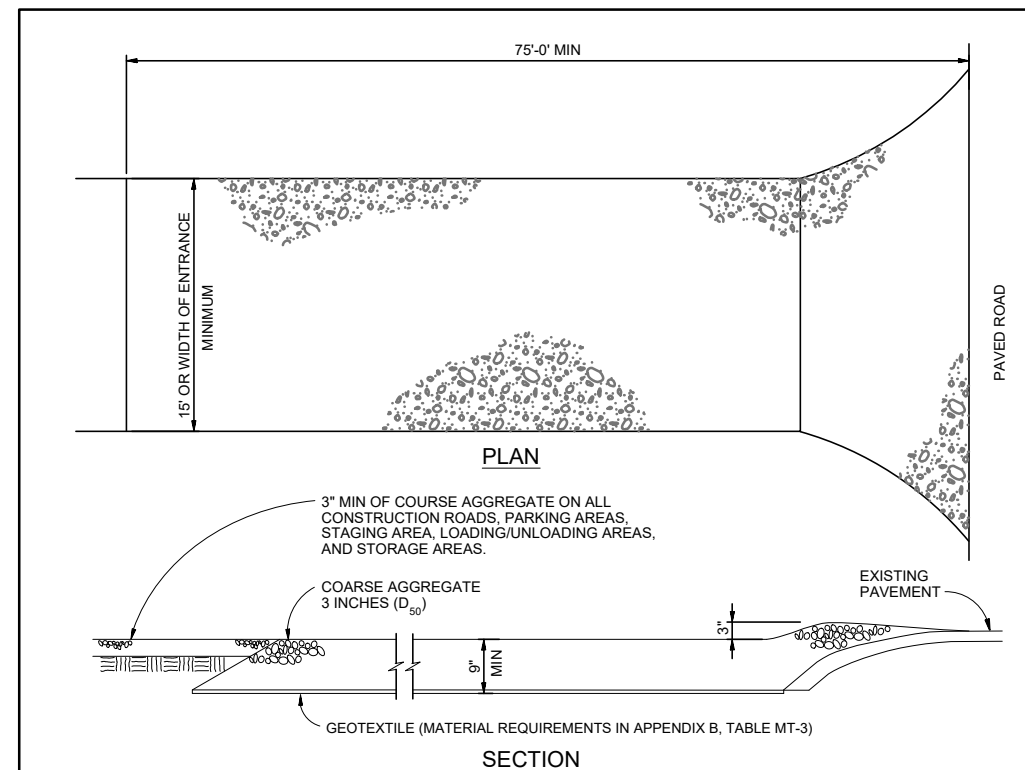 75'-0' MIN
15' OR WIDTH OF ENTRANCE
MINIMUM
PAVED ROAD
PLAN
3" MIN OF COURSE AGGREGATE ON ALL
CONSTRUCTION ROADS, PARKING AREAS,
STAGING AREA, LOADING/UNLOADING AREAS,
AND STORAGE AREAS.
COARSE AGGREGATE
3 INCHES (D50)
EXISTING
PAVEMENT
3"
9"
MIN
GEOTEXTILE (MATERIAL REQUIREMENTS IN APPENDIX B, TABLE MT-3)
SECTION